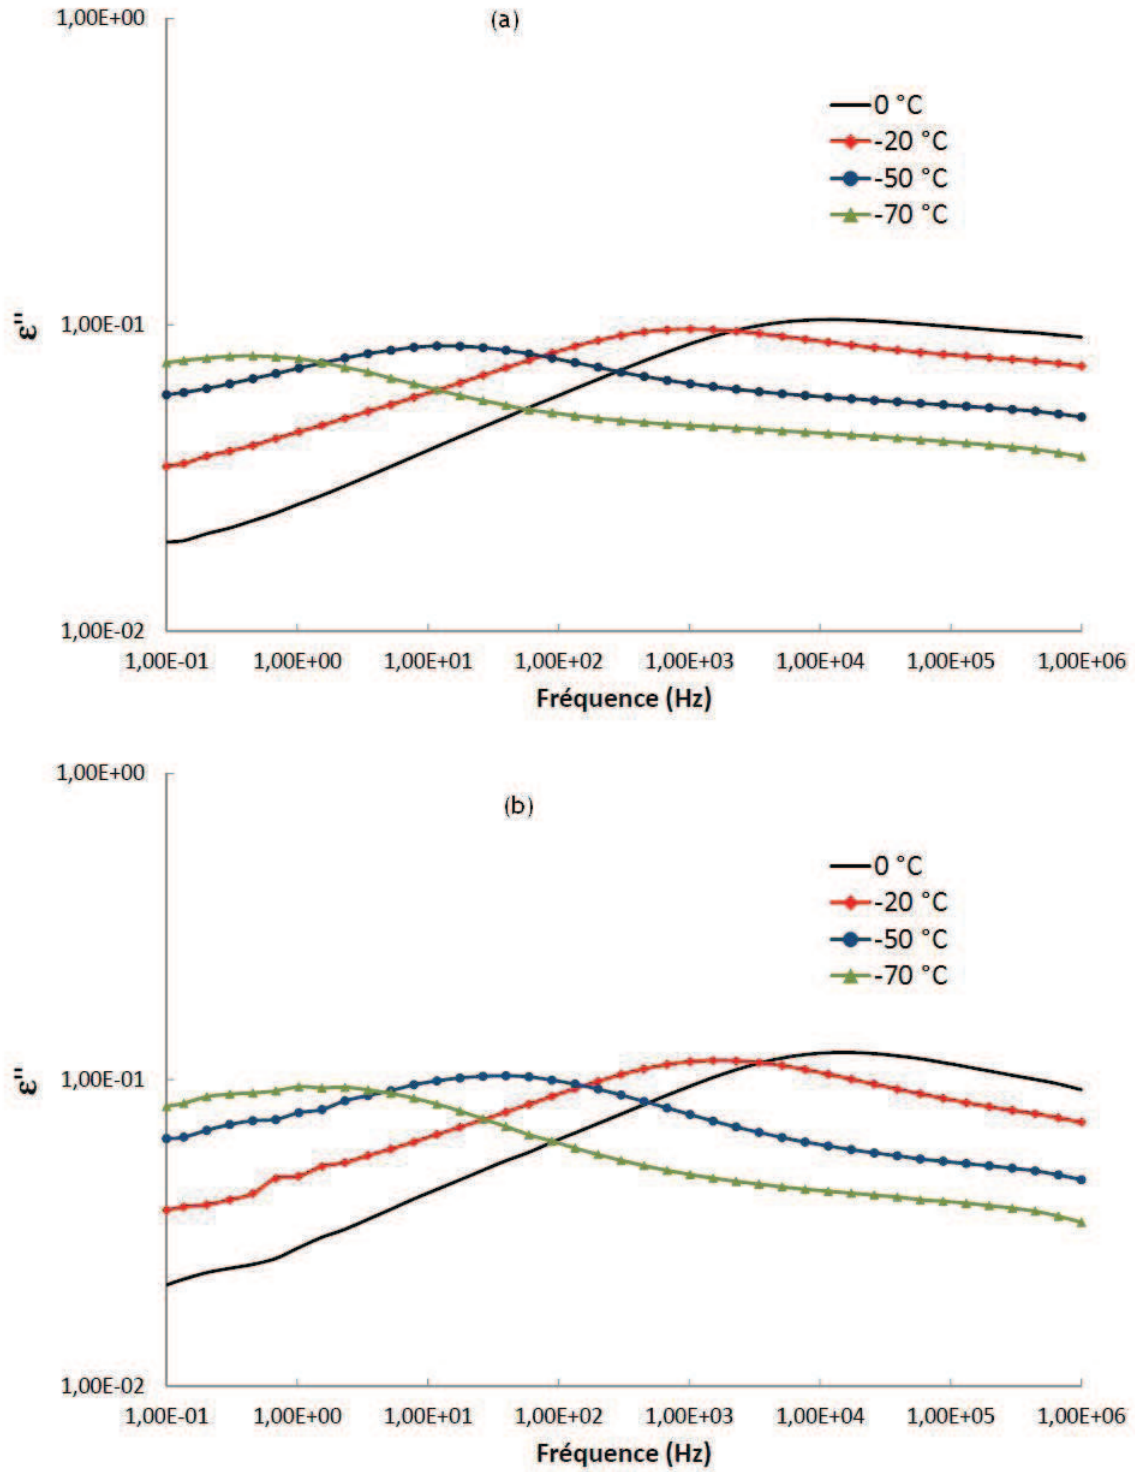 (a)
1,00E+00
0 °C
-20 °C
-50 °C
-70 °C
ε"
1,00E-01
1,00E-02
1,00E-01 1,00E+00 1,00E+01 1,00E+02 1,00E+03 1,00E+04 1,00E+05 1,00E+06
Fréquence (Hz)
1,00E+00
(b)
0 °C
-20 °C
-50 °C
-70 °C
ε"
1,00E-01
1,00E-02
1,00E-01 1,00E+00 1,00E+01 1,00E+02 1,00E+03 1,00E+04 1,00E+05 1,00E+06
Fréquence (Hz)